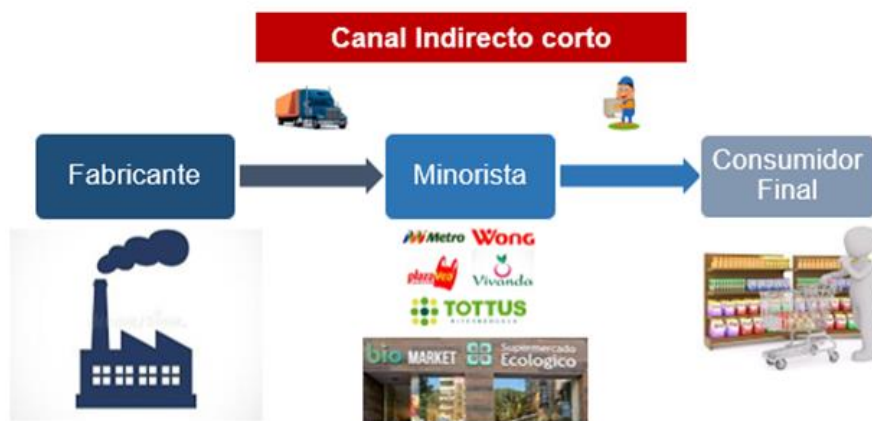 Canal Indirecto corto
Fabricante
Minorista
Consumidor
Final
Metro Wong
plazavea Vivanda
TOTTUS
bio MARKET
Supermercado
Ecologico